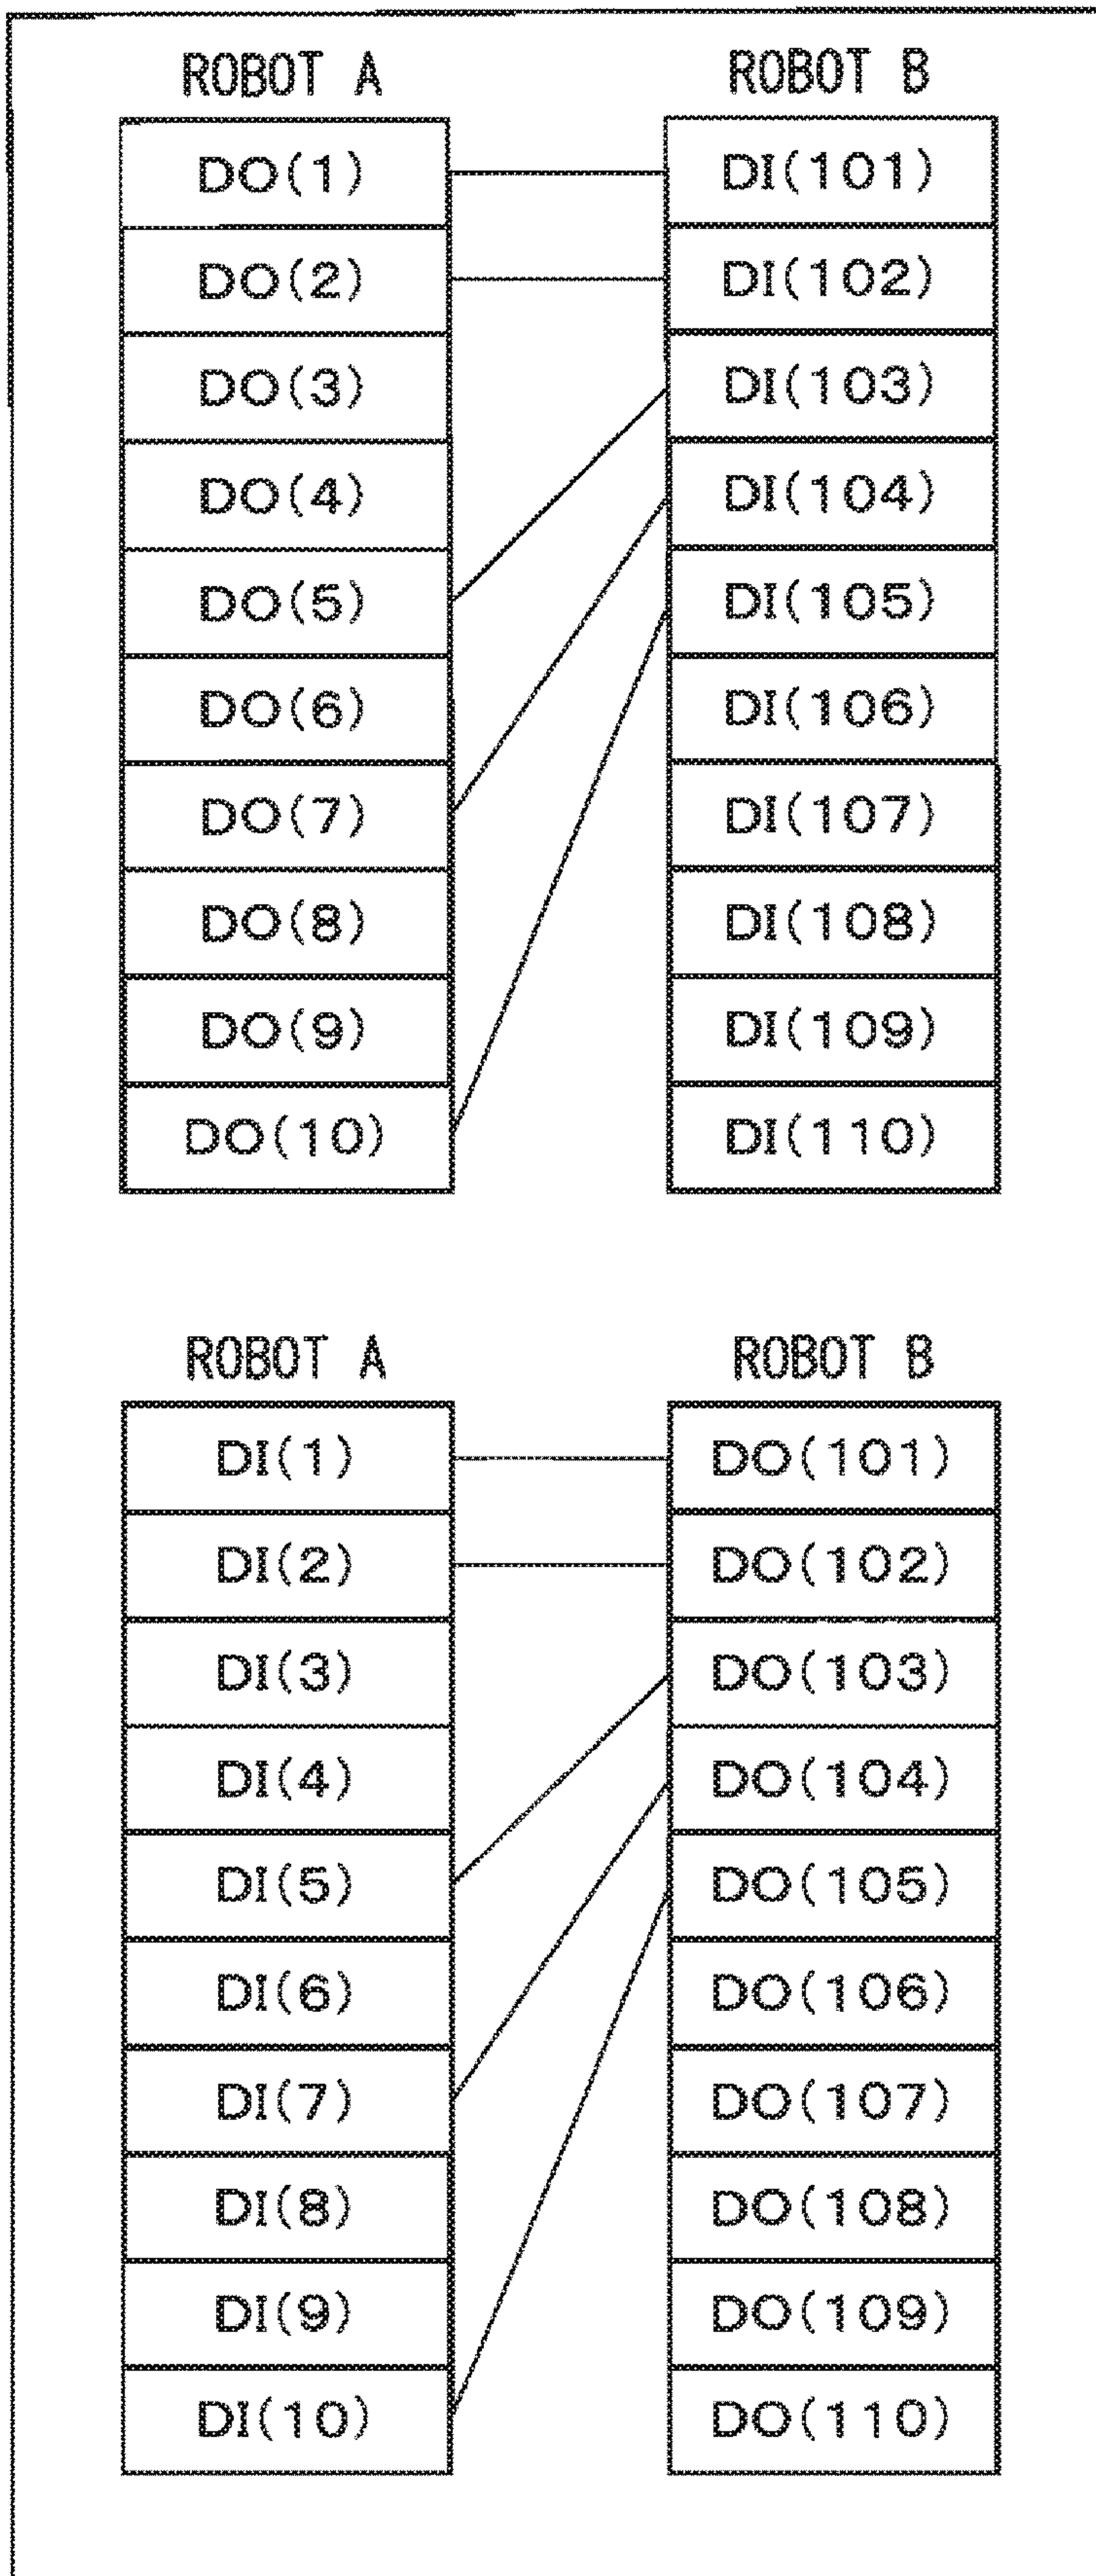 ROBOT A ROBOT B
DO(1) DI(101)
DO(2) DI(102)
DO(3) DI(103)
DO(4) DI(104)
DO(5) DI(105)
DO(6) DI(106)
DO(7) DI(107)
DO(8) DI(108)
DO(9) DI(109)
DO(10) DI(110)
ROBOT A ROBOT B
DI(1) DO(101)
DI(2) DO(102)
DI(3) DO(103)
DI(4) DO(104)
DI(5) DO(105)
DI(6) DO(106)
DI(7) DO(107)
DI(8) DO(108)
DI(9) DO(109)
DI(10) DO(110)